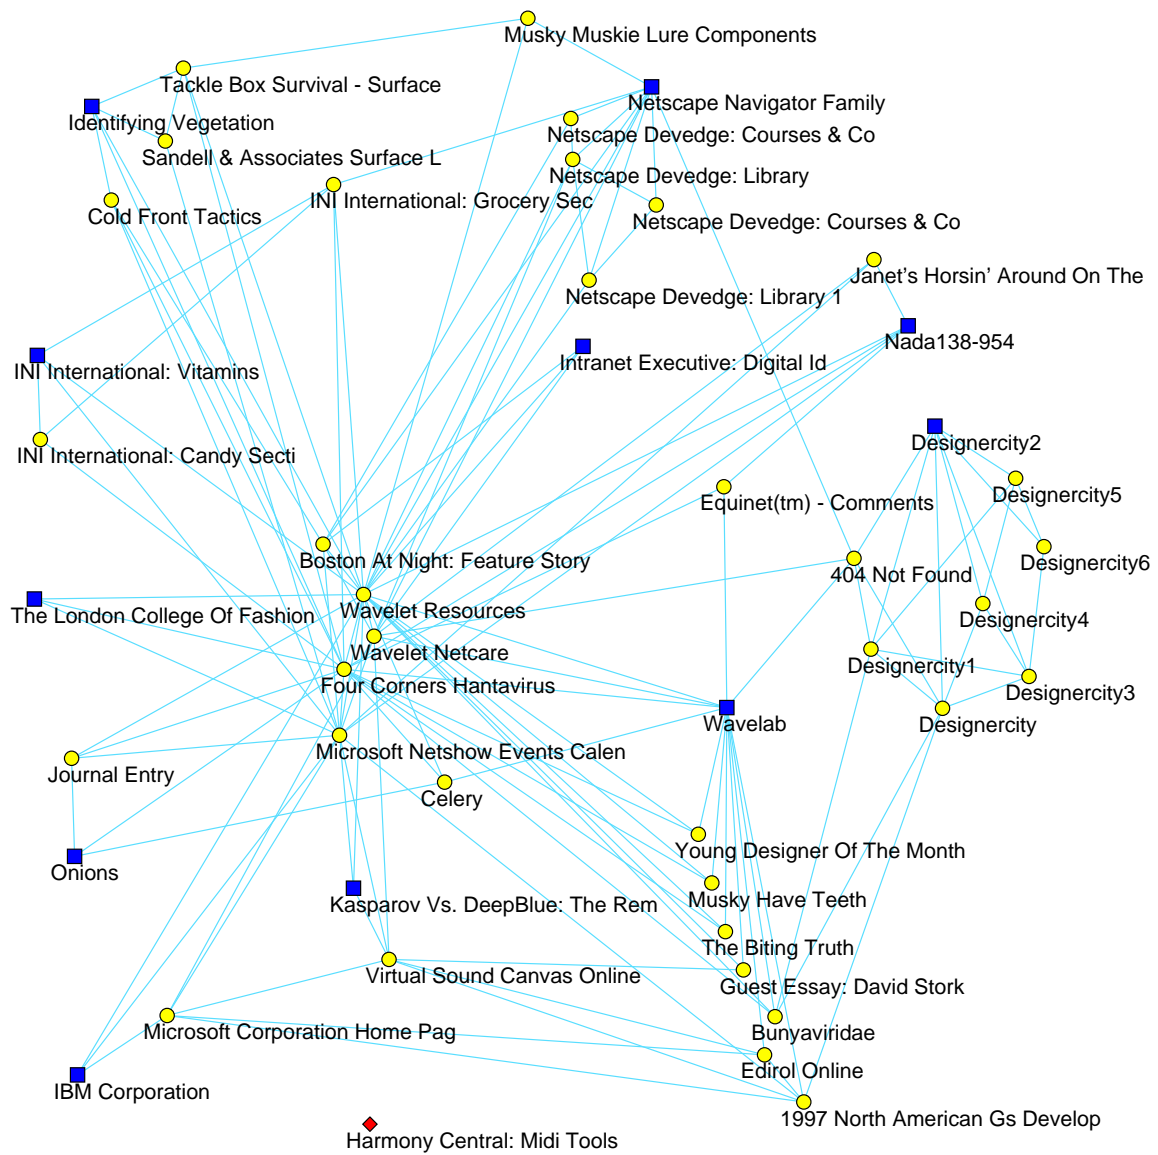 Musky Muskie Lure Components
Tackle Box Survival - Surface
Netscape Navigator Family
Identifying Vegetation
Netscape Devedge: Courses & Co
Sandell & Associates Surface L
Netscape Devedge: Library
INI International: Grocery Sec
Cold Front Tactics
Netscape Devedge: Courses & Co
Janet's Horsin' Around On The
Netscape Devedge: Library 1
Nada138-954
Intranet Executive: Digital Id
INI International: Vitamins
Designercity2
INI International: Candy Secti
Designercity5
Equinet(tm) - Comments
Boston At Night: Feature Story
Designercity6
404 Not Found
Wavelet Resources
The London College Of Fashion
Designercity4
Wavelet Netcare
Designercity1
Four Corners Hantavirus
Designercity3
Wavelab
Designercity
Microsoft Netshow Events Calen
Journal Entry
Celery
Young Designer Of The Month
Onions
Musky Have Teeth
Kasparov Vs. DeepBlue: The Rem
The Biting Truth
Virtual Sound Canvas Online
Guest Essay: David Stork
Microsoft Corporation Home Pag
Bunyaviridae
Edirol Online
IBM Corporation
1997 North American Gs Develop
Harmony Central: Midi Tools